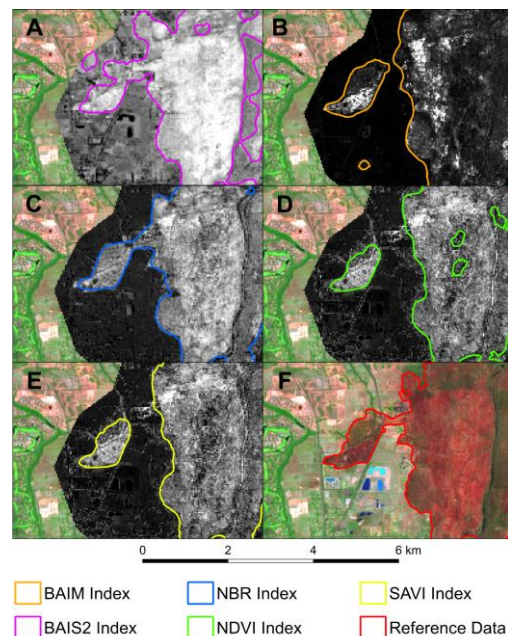 A
B
C
D
E
F
0 2 4 6 km
BAIM Index
NBR Index
SAVI Index
BAIS2 Index
NDVI Index
Reference Data